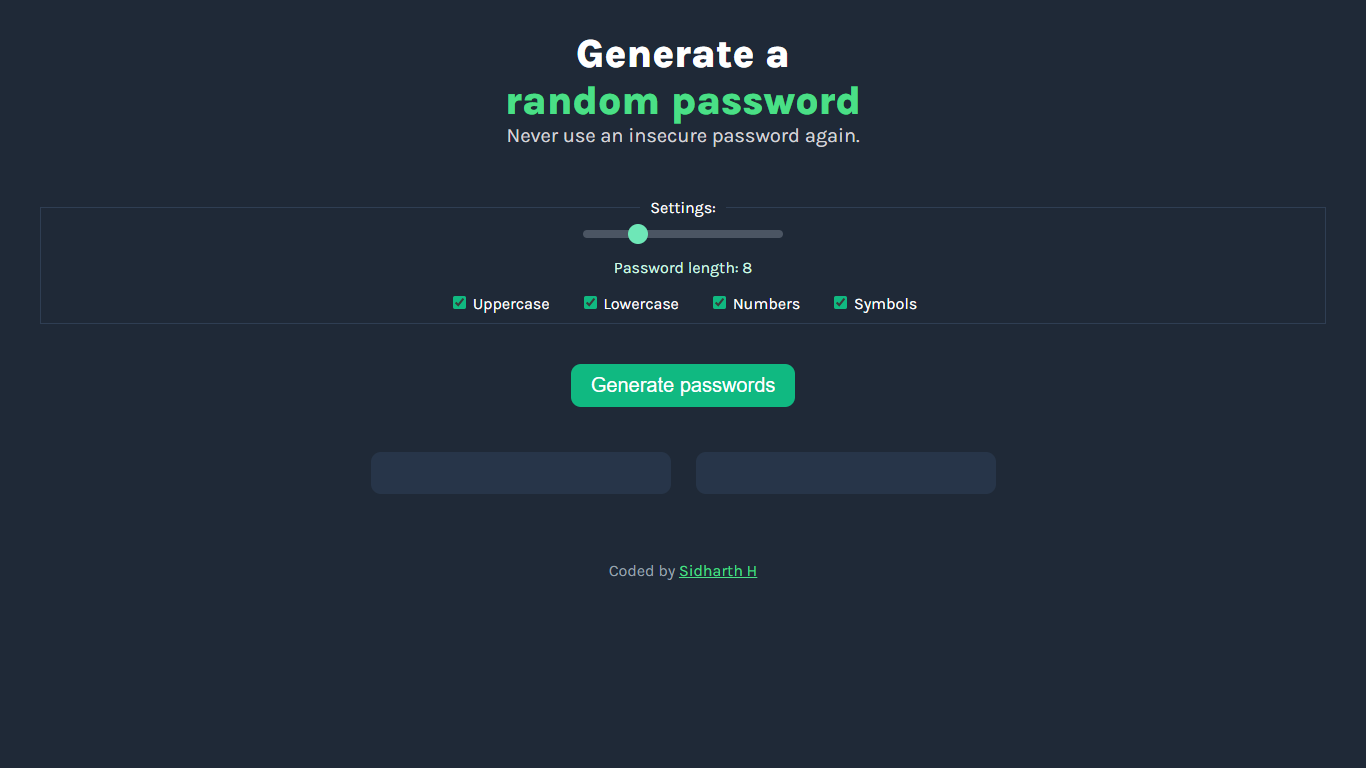 Generate a
random password
Never use an insecure password again.
Settings:
Password length: 8
Uppercase Lowercase Numbers Symbols
Generate passwords
Coded by Sidharth H